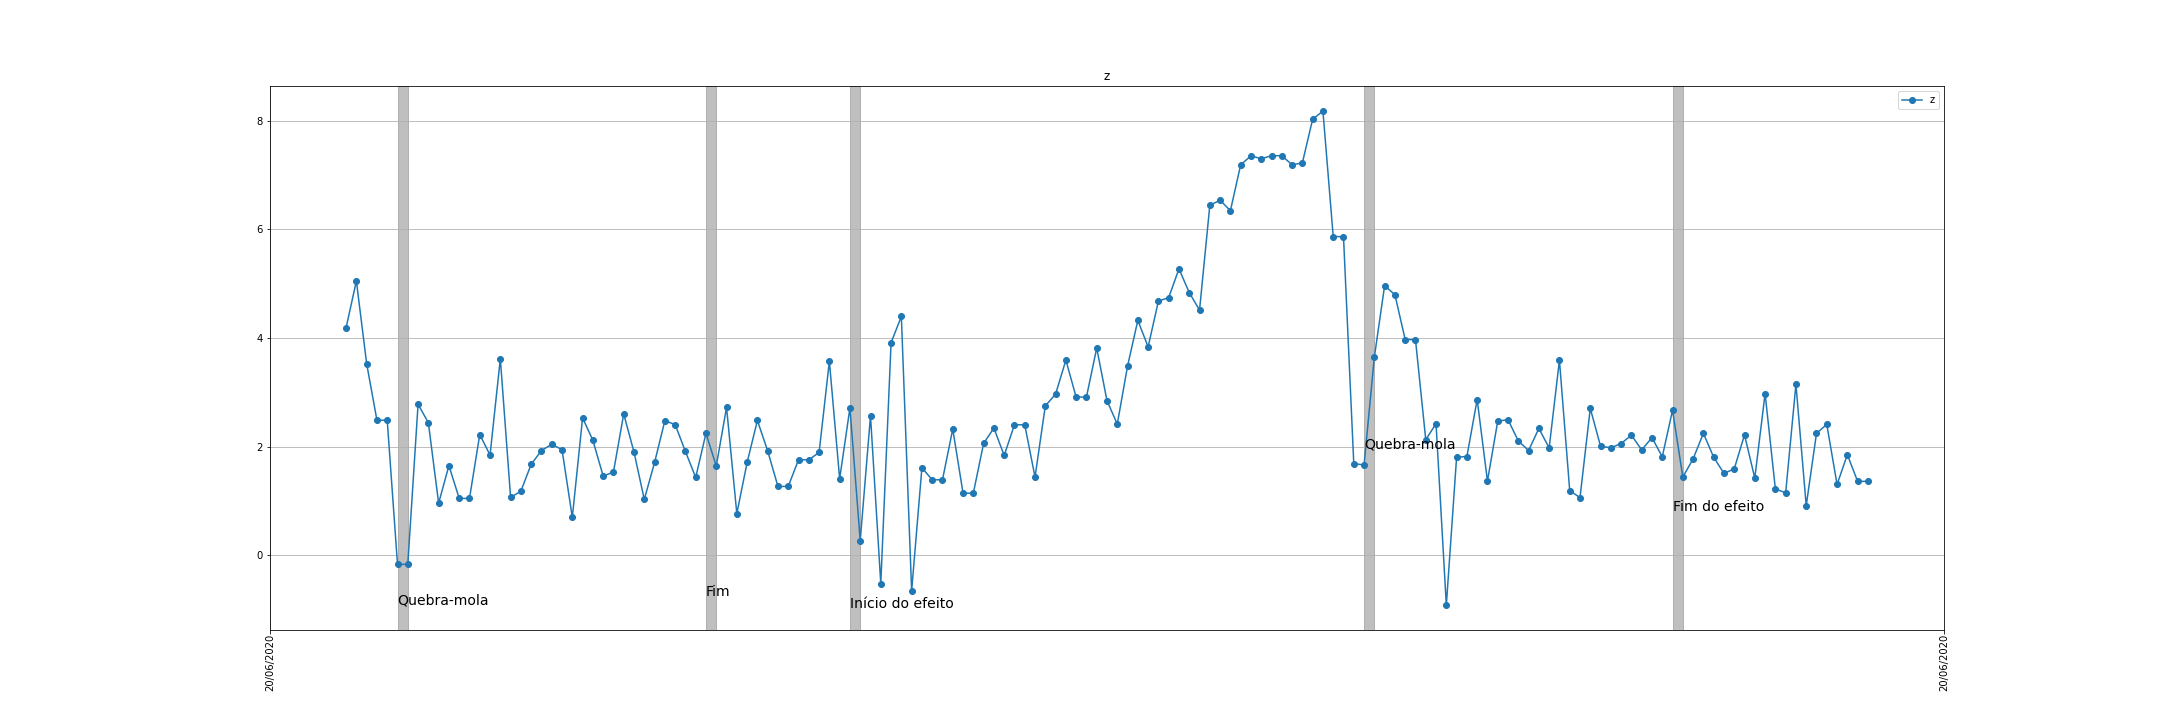 z
z
8
6
4
2
0
Quebra-mola
Fim do efeito
Quebra-mola
Fim
Início do efeito
20/06/2020
20/06/2020